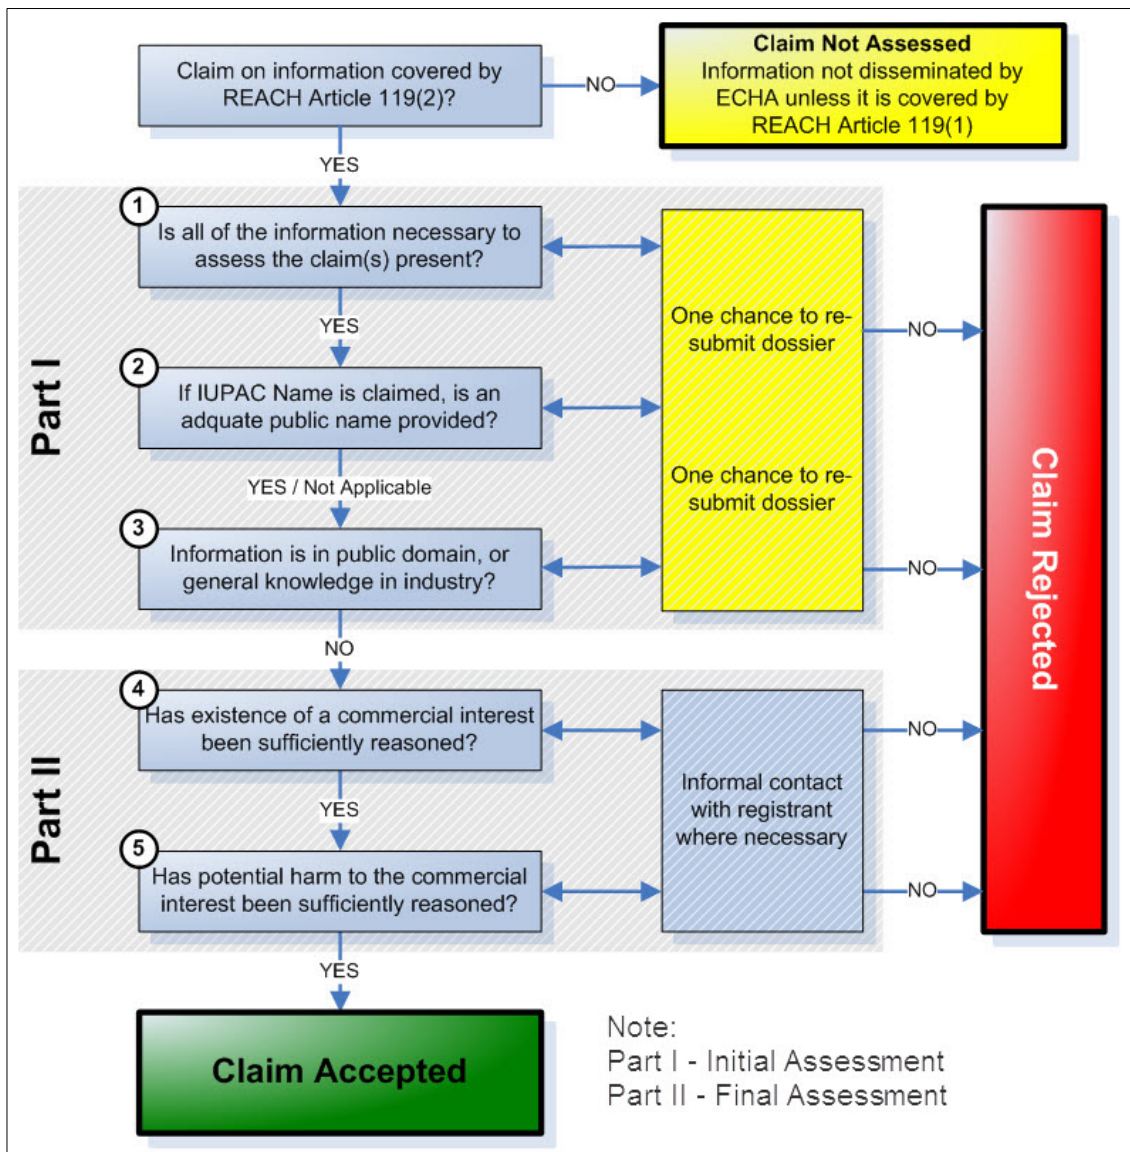 Claim on information covered by
REACH Article 119(2)?
NO
Claim Not Assessed
Information not disseminated by
ECHA unless it is covered by
REACH Article 119(1)
YES
Part I
1
Is all of the information necessary to
assess the claim(s) present?
YES
2
If IUPAC Name is claimed, is an
adquate public name provided?
YES / Not Applicable
3
Information is in public domain, or
general knowledge in industry?
One chance to re-
submit dossier
One chance to re-
submit dossier
NO
NO
Claim Rejected
NO
Part II
4
Has existence of a commercial interest
been sufficiently reasoned?
YES
5
Has potential harm to the commercial
interest been sufficiently reasoned?
Informal contact
with registrant
where necessary
NO
NO
YES
Claim Accepted
Note:
Part I - Initial Assessment
Part II - Final Assessment